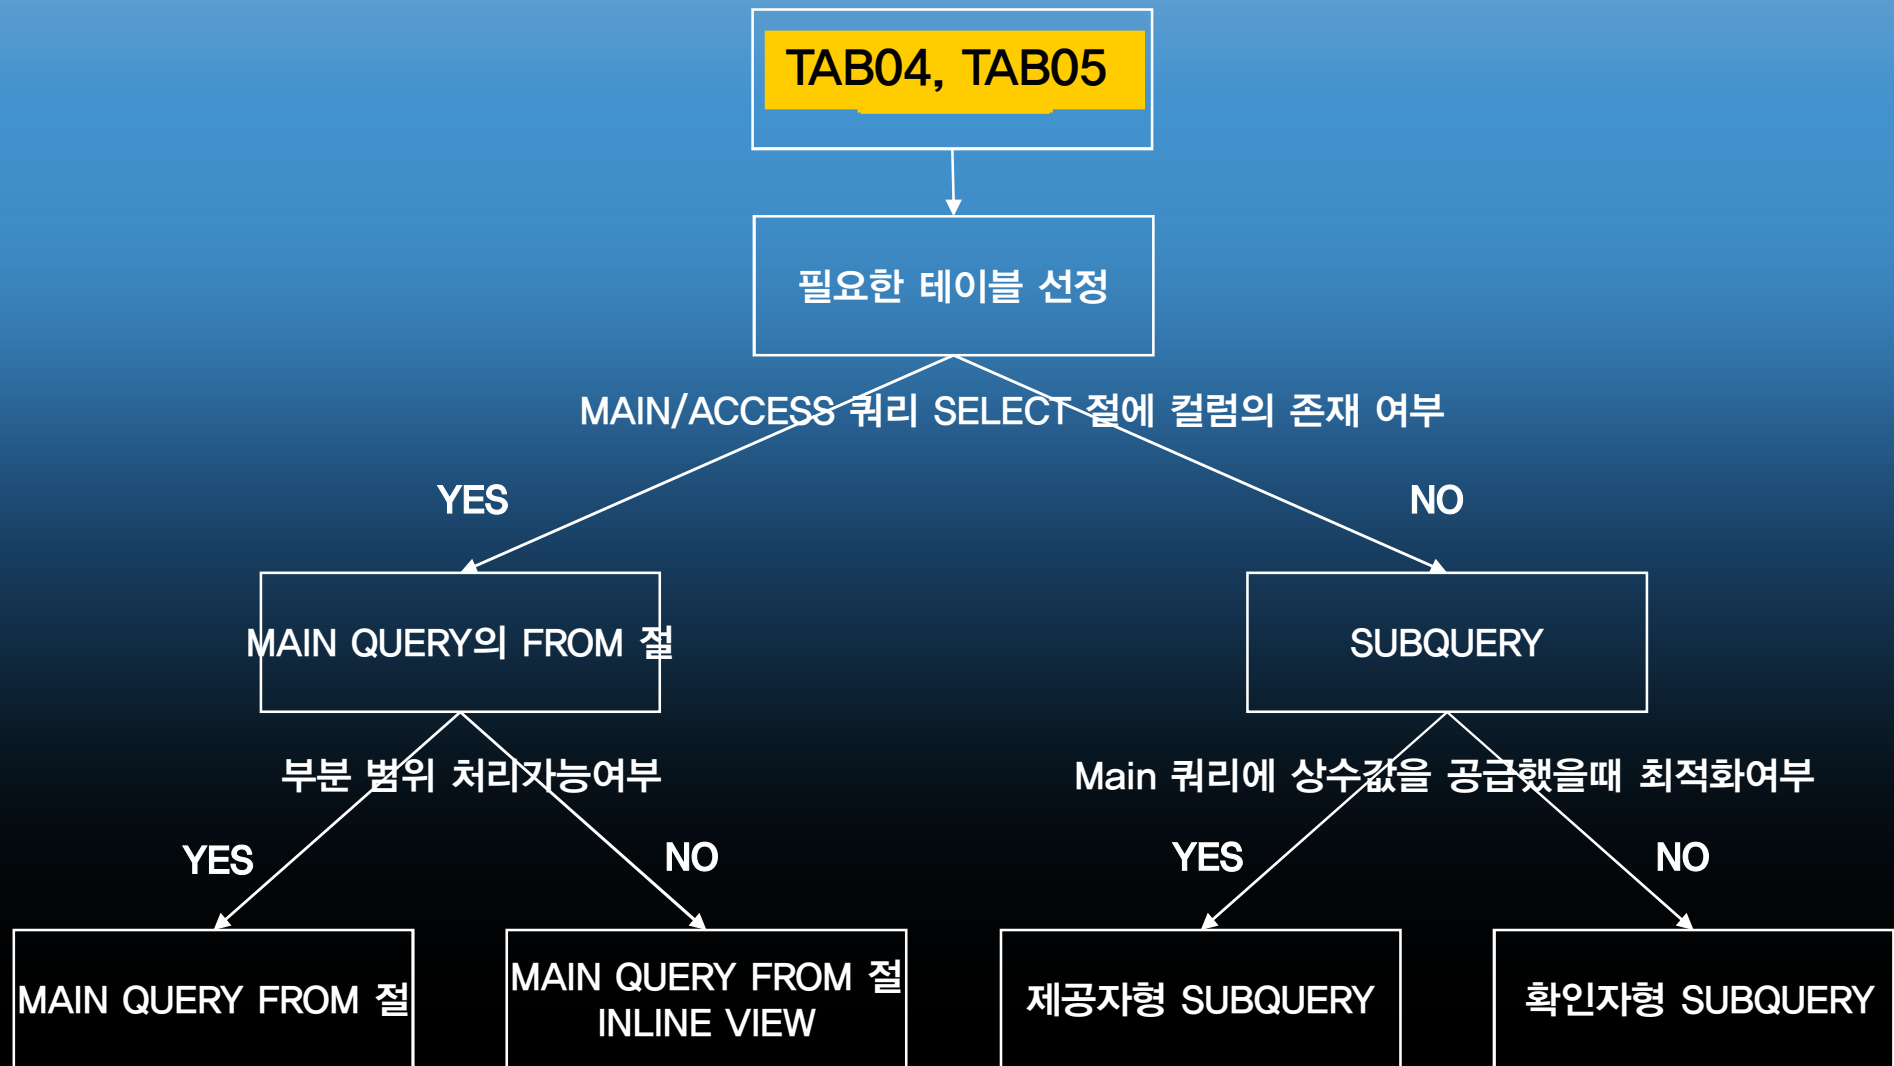 TAB04, TAB05
필요한 테이블 선정
MAIN/ACCESS 쿼리 SELECT 절에 컬럼의 존재 여부
YES
NO
MAIN QUERY의 FROM 절
SUBQUERY
부분 범위 처리가능여부
Main 쿼리에 상수값을 공급했을때 최적화여부
YES
NO
YES
NO
MAIN QUERY FROM 절
MAIN QUERY FROM 절
INLINE VIEW
제공자형 SUBQUERY
확인자형 SUBQUERY